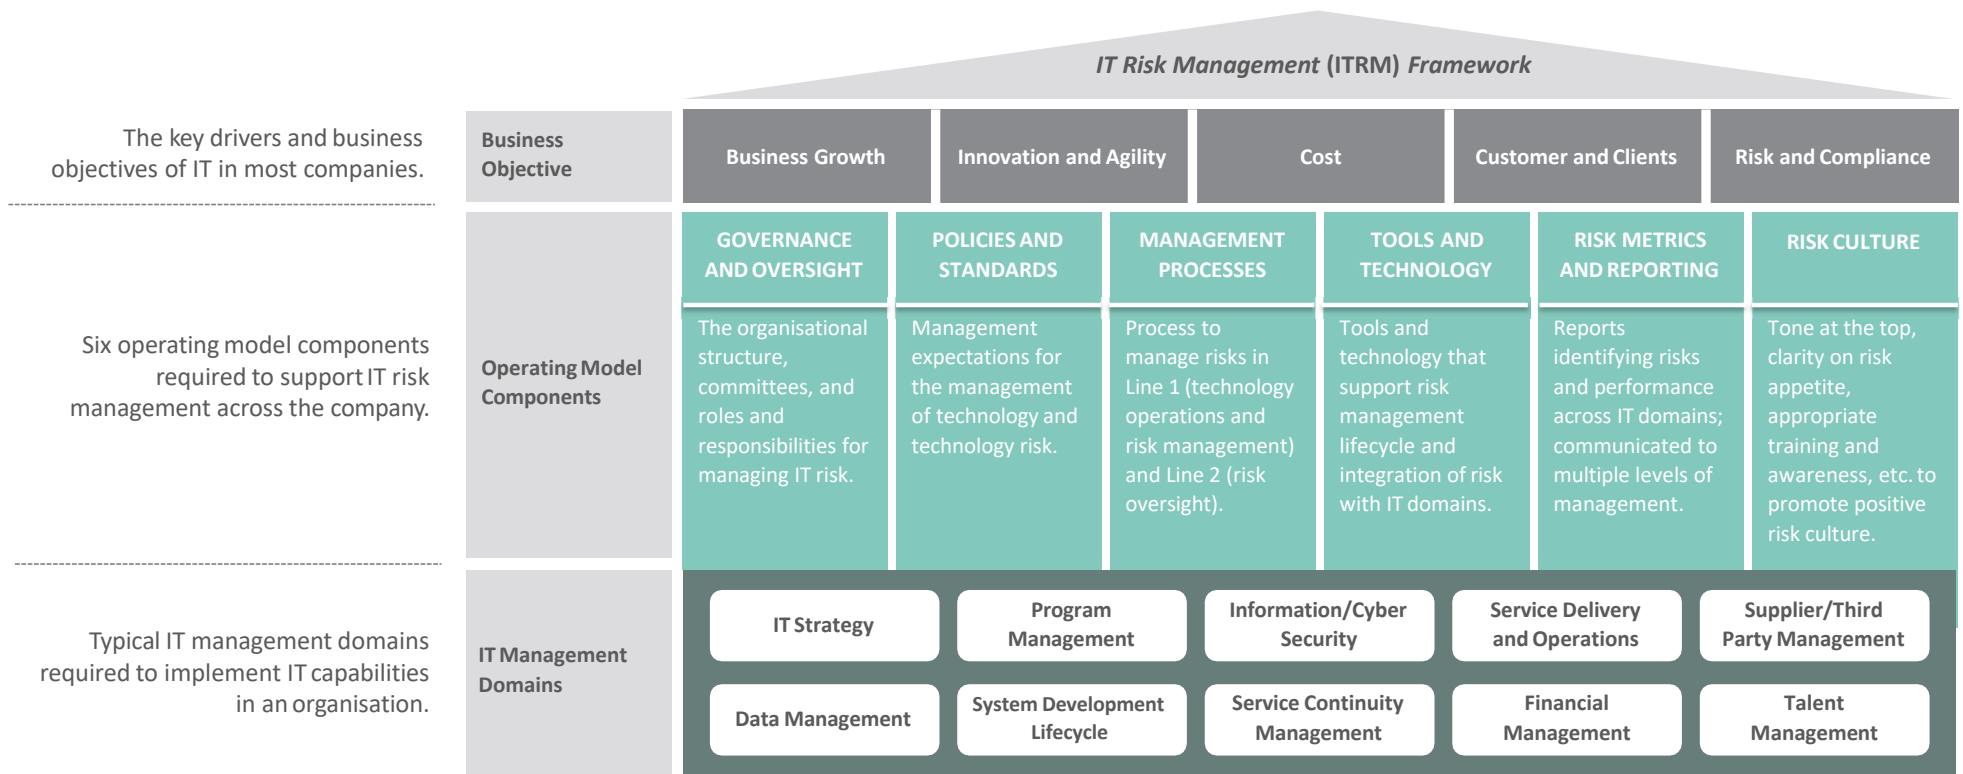 IT Risk Management (ITRM) Framework
The key drivers and business
objectives of IT in most companies.
Business
Objective
Business Growth
Innovation and Agility
Cost
Customer and Clients
Risk and Compliance
Six operating model components
required to support IT risk
management across the company.
Operating Model
Components
GOVERNANCE
AND OVERSIGHT
The organisational
structure,
committees, and
roles and
responsibilities for
managing IT risk.
POLICIES AND
STANDARDS
Management
expectations for
the management
of technology and
technology risk.
MANAGEMENT
PROCESSES
Process to
manage risks in
Line 1 (technology
operations and
risk management)
and Line 2 (risk
oversight).
TOOLS AND
TECHNOLOGY
Tools and
technology that
support risk
management
lifecycle and
integration of risk
with IT domains.
RISK METRICS
AND REPORTING
Reports
identifying risks
and performance
across IT domains;
communicated to
multiple levels of
management.
RISK CULTURE
Tone at the top,
clarity on risk
appetite,
appropriate
training and
awareness, etc. to
promote positive
risk culture.
Typical IT management domains
required to implement IT capabilities
in an organisation.
IT Management
Domains
IT Strategy
Program
Management
Information/Cyber
Security
Service Delivery
and Operations
Supplier/Third
Party Management
Data Management
System Development
Lifecycle
Service Continuity
Management
Financial
Management
Talent
Management